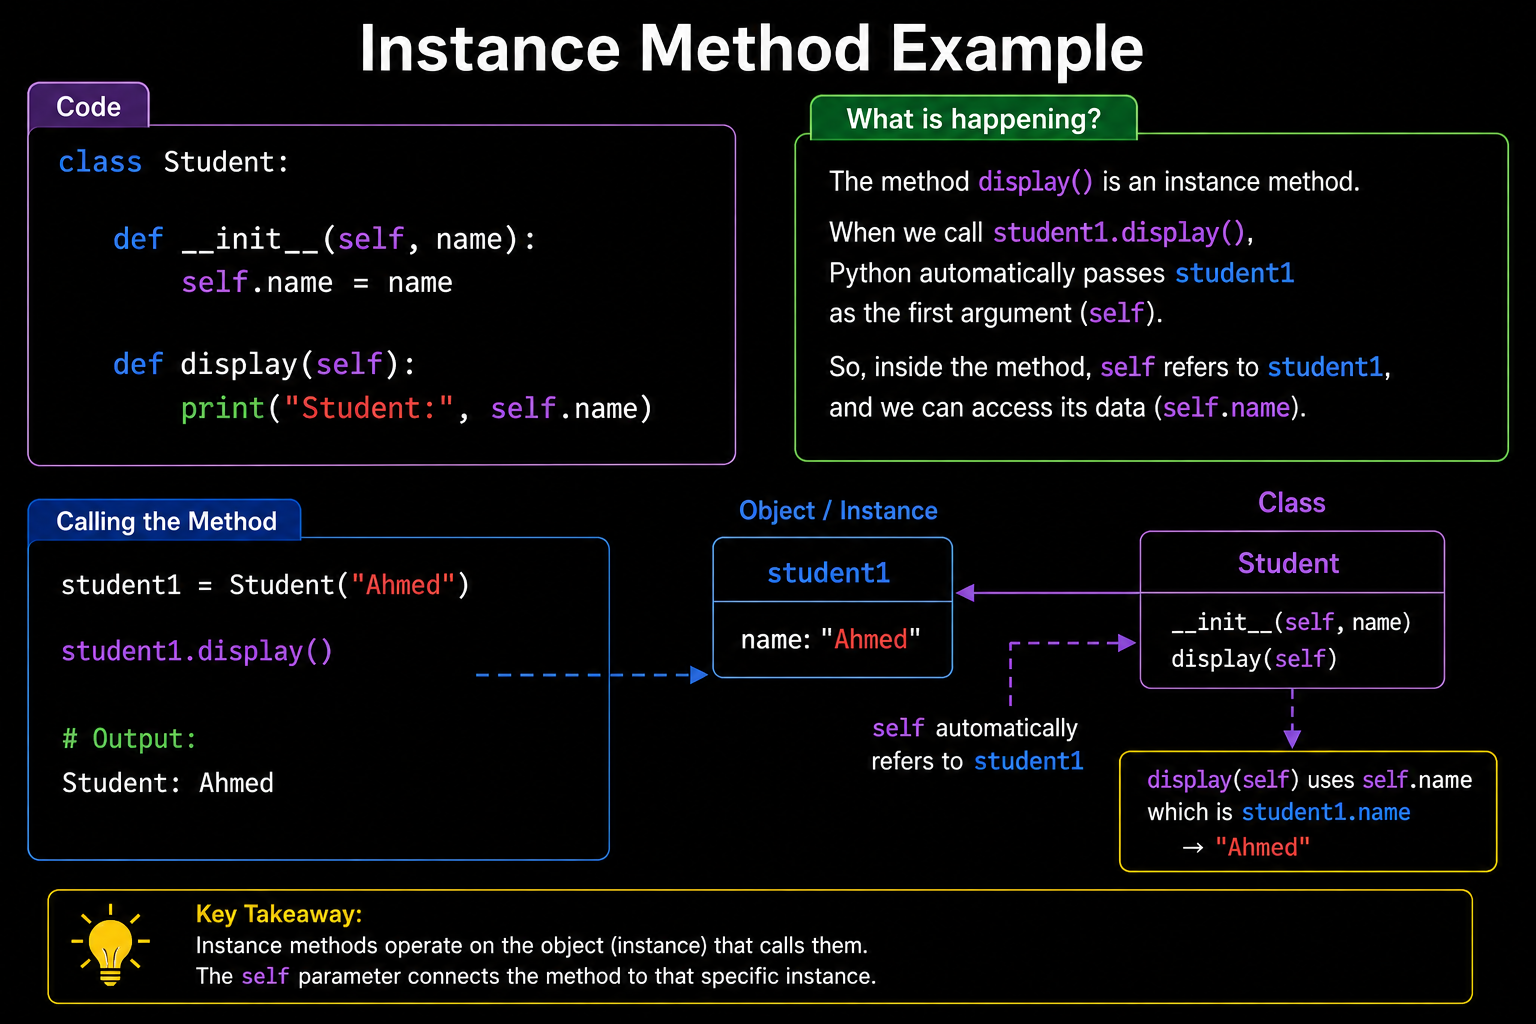 Instance Method Example
Code
class Student:
def __init__(self, name):
self.name = name
def display(self):
print("Student:", self.name)
What is happening?
The method display() is an instance method.
When we call student1.display(),
Python automatically passes student1
as the first argument (self).
So, inside the method, self refers to student1,
and we can access its data (self.name).
Calling the Method
student1 = Student("Ahmed")
student1.display()
# Output:
Student: Ahmed
Object / Instance
student1
name: "Ahmed"
Class
Student
__init__(self, name)
display(self)
self automatically
refers to student1
display(self) uses self.name
which is student1.name
→ "Ahmed"
Key Takeaway:
Instance methods operate on the object (instance) that calls them.
The self parameter connects the method to that specific instance.